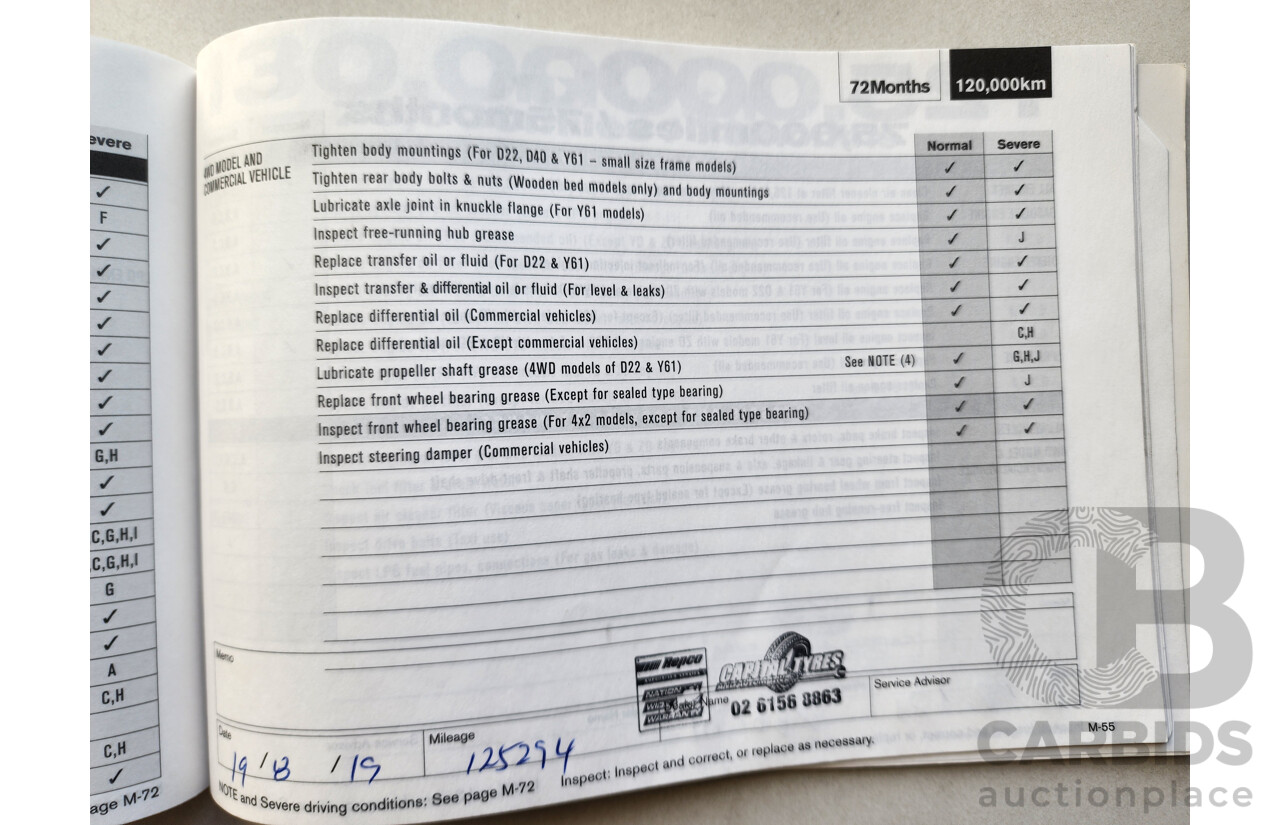 72Months 120,000km
Normal Severe
4WD MODEL AND
COMMERCIAL VEHICLE
Tighten body mountings (For D22, D40 & Y61 – small size frame models) ✓ ✓
Tighten rear body bolts & nuts (Wooden bed models only) and body mountings ✓ ✓
Lubricate axle joint in knuckle flange (For Y61 models) ✓ ✓
Inspect free-running hub grease ✓ J
Replace transfer oil or fluid (For D22 & Y61) ✓ ✓
Inspect transfer & differential oil or fluid (For level & leaks) ✓ ✓
Replace differential oil (Commercial vehicles) ✓ ✓
Replace differential oil (Except commercial vehicles) C,H
Lubricate propeller shaft grease (4WD models of D22 & Y61) See NOTE (4) ✓ G,H,J
Replace front wheel bearing grease (Except for sealed type bearing) ✓ J
Inspect front wheel bearing grease (For 4x2 models, except for sealed type bearing) ✓ ✓
Inspect steering damper (Commercial vehicles) ✓ ✓
Memo
Repco
NATION
WIDE
WARRANTY
CAPITAL TYRES
Name
02 6156 8863
Service Advisor
Date
19 / 8 / 19
Mileage
125294
M-55
NOTE and Severe driving conditions: See page M-72
Inspect: Inspect and correct, or replace as necessary.
evere
✓
F
✓
✓
✓
✓
✓
✓
✓
✓
G,H
✓
✓
C,G,H,I
C,G,H,I
G
✓
✓
A
C,H
C,H
✓
age M-72
CB
CARBIDS
auctionplace